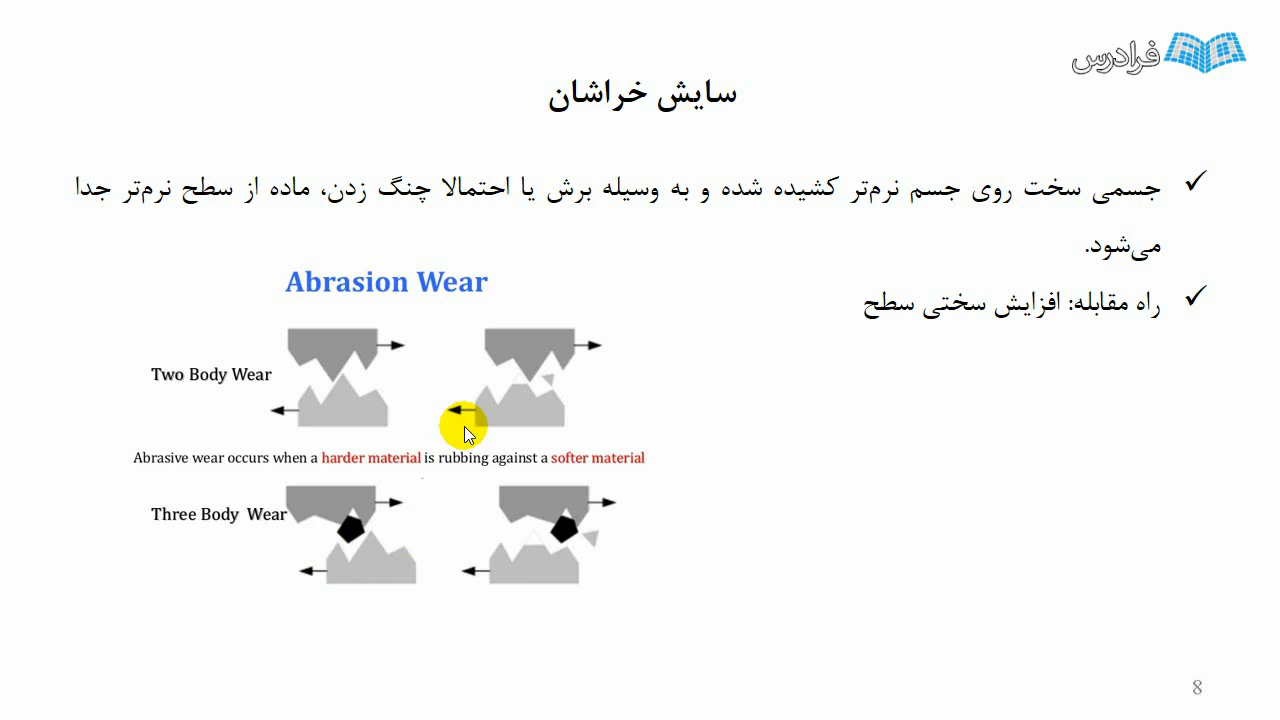 فرادرس
سایش خراشان
جسمی سخت روی جسم نرم‌تر کشیده شده و به وسیله برش یا احتمالا چنگ زدن، ماده از سطح نرم‌تر جدا
می‌شود.
راه مقابله: افزایش سختی سطح
Abrasion Wear
Two Body Wear
Abrasive wear occurs when a harder material is rubbing against a softer material
Three Body Wear
8